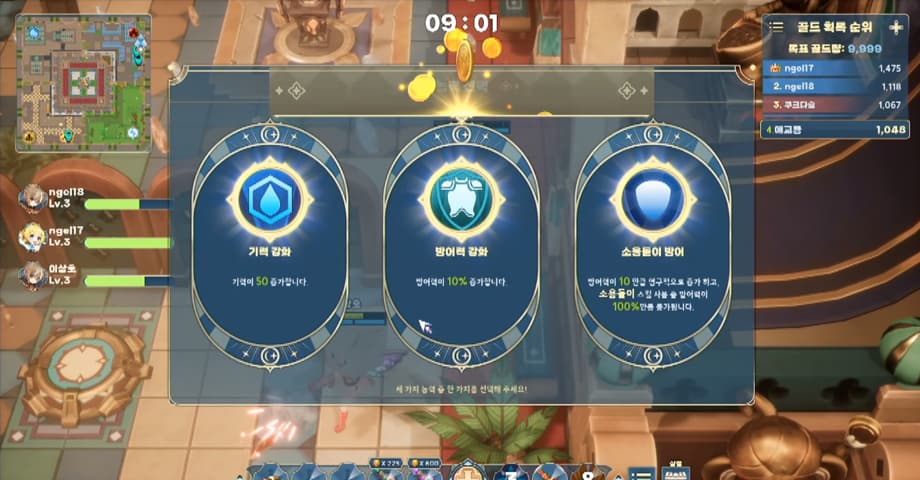 09:01
골드 획득 순위
목표 골드량: 9,999
ngel17 1,475
2. ngel18 1,118
3. 쿠크다슬 1,067
4 1,048
ngel18
Lv.3
ngel17
Lv.3
이상호
Lv.3
기력 강화
기력이 50 증가합니다.
방어력 강화
방어력이 10% 증가합니다.
소용돌이 방어
방어력이 10 만큼 영구적으로 증가 하고,
소용돌이 스킬 사용 중 방어력이
100%만큼 증가됩니다.
세 가지 능력 중 한 가지를 선택해 주세요!
X 225
X 600